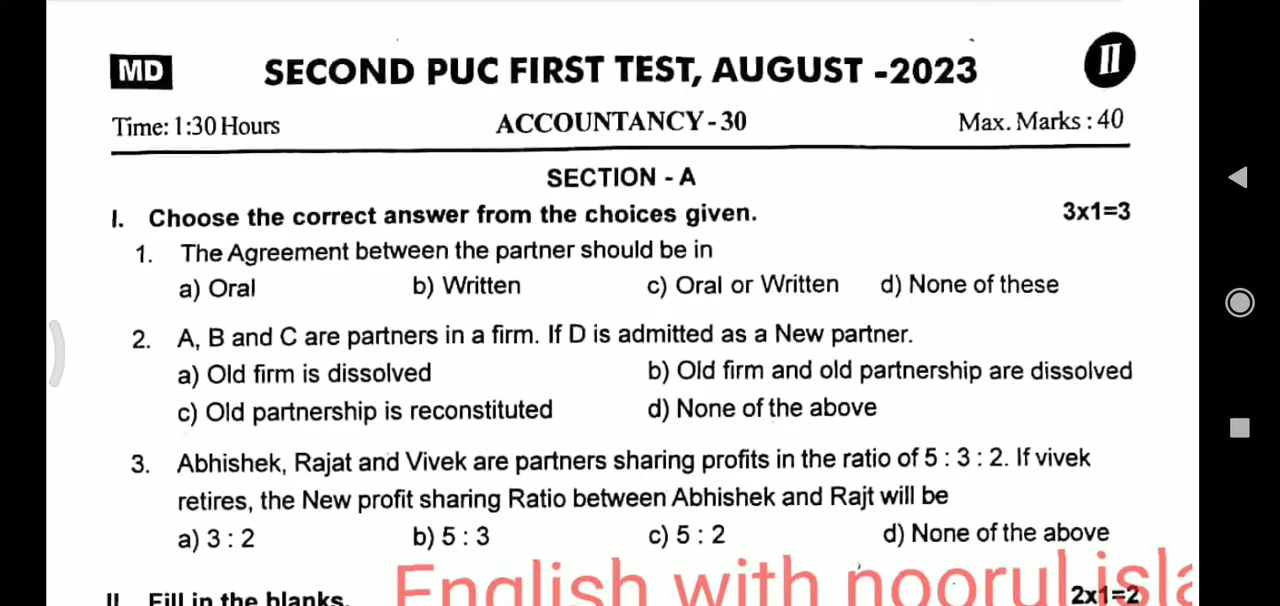 MD SECOND PUC FIRST TEST, AUGUST -2023 II
Time: 1:30 Hours ACCOUNTANCY - 30 Max. Marks : 40
SECTION - A
I. Choose the correct answer from the choices given. 3x1=3
1. The Agreement between the partner should be in
a) Oral b) Written c) Oral or Written d) None of these
2. A, B and C are partners in a firm. If D is admitted as a New partner.
a) Old firm is dissolved b) Old firm and old partnership are dissolved
c) Old partnership is reconstituted d) None of the above
3. Abhishek, Rajat and Vivek are partners sharing profits in the ratio of 5 : 3 : 2. If vivek
retires, the New profit sharing Ratio between Abhishek and Rajt will be
a) 3 : 2 b) 5 : 3 c) 5 : 2 d) None of the above
II Fill in the blanks. 2x1=2
English with noorul